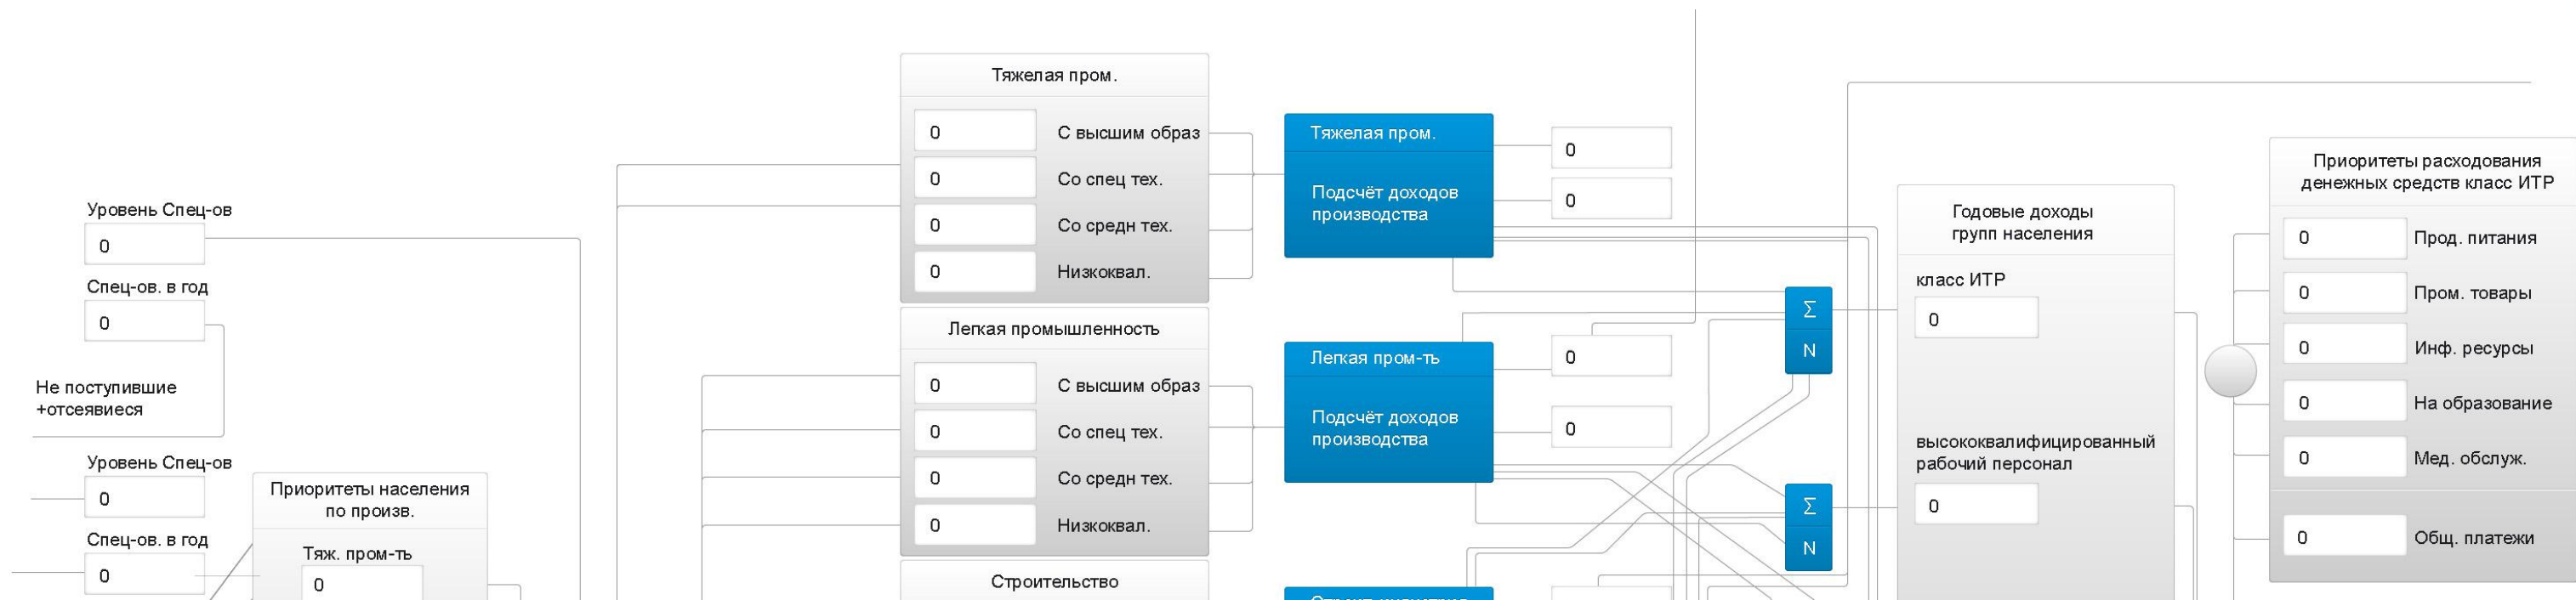 Уровень Спец-ов
0
Спец-ов. в год
0
Не поступившие
+отсеявиеся
Уровень Спец-ов
0
Спец-ов. в год
0
Приоритеты населения
по произв.
Тяж. пром-ть
0
Тяжелая пром.
0 С высшим образ
0 Со спец тех.
0 Со средн тех.
0 Низкоквал.
Легкая промышленность
0 С высшим образ
0 Со спец тех.
0 Со средн тех.
0 Низкоквал.
Строительство
Тяжелая пром.
Подсчёт доходов
производства
0
0
Легкая пром-ть
Подсчёт доходов
производства
0
0
Σ
N
Σ
N
Годовые доходы
групп населения
класс ИТР
0
высококвалифицированный
рабочий персонал
0
Приоритеты расходования
денежных средств класс ИТР
0 Прод. питания
0 Пром. товары
0 Инф. ресурсы
0 На образование
0 Мед. обслуж.
0 Общ. платежи